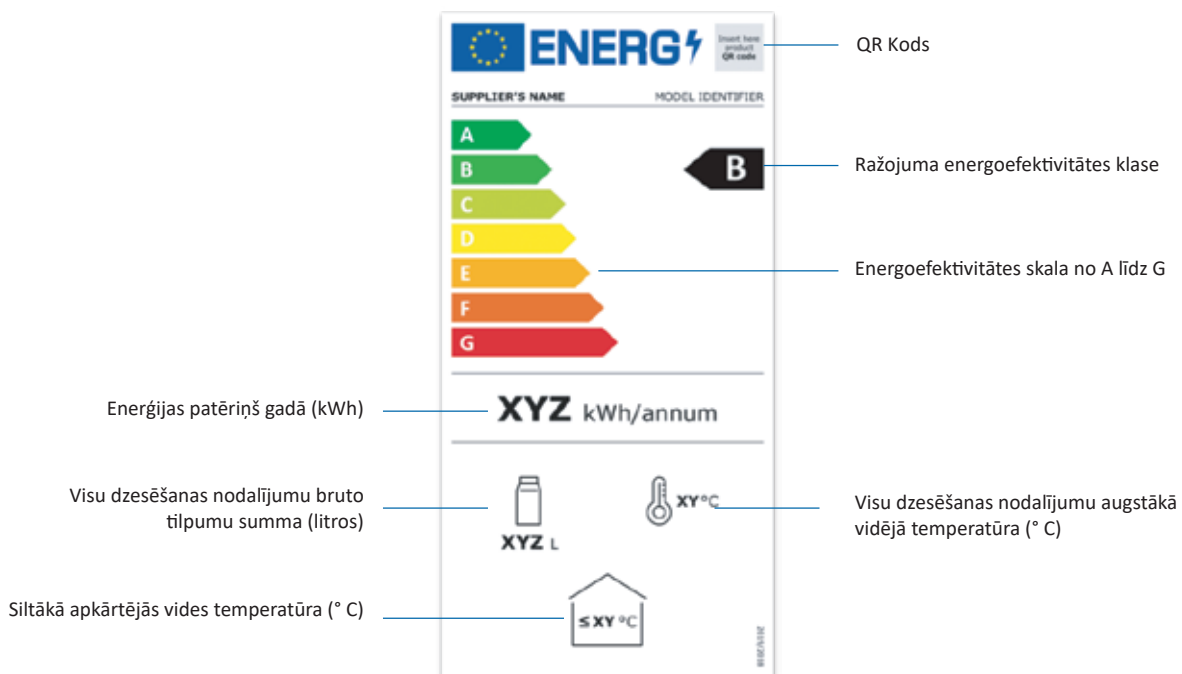 ENERG
Insert here
product
QR code
QR Kods
SUPPLIER'S NAME
MODEL IDENTIFIER
A
B
C
D
E
F
G
B
Ražojuma energoefektivitātes klase
Energoefektivitātes skala no A līdz G
Enerģijas patēriņš gadā (kWh)
XYZ kWh/annum
Visu dzesēšanas nodalījumu bruto
tilpumu summa (litros)
XYZ L
XY°C
Visu dzesēšanas nodalījumu augstākā
vidējā temperatūra (° C)
Siltākā apkārtējās vides temperatūra (° C)
≤ XY °C
2019/2018